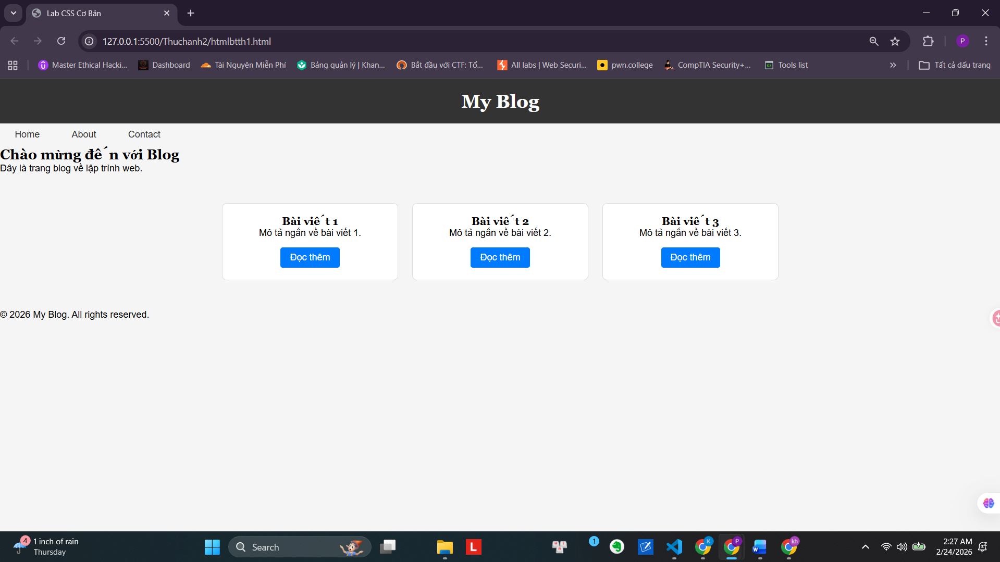 Lab CSS Cơ Bản
127.0.0.1:5500/Thuchanh2/htmlbtth1.html
P
Master Ethical Hacki...
Dashboard
Tài Nguyên Miễn Phí
Bảng quản lý | Khan...
Bắt đầu với CTF: Tổ...
All labs | Web Securi...
pwn.college
CompTIA Security+...
Tools list
Tất cả dấu trang
My Blog
Home
About
Contact
Chào mừng đến với Blog
Đây là trang blog về lập trình web.
Bài viết 1
Mô tả ngắn về bài viết 1.
Đọc thêm
Bài viết 2
Mô tả ngắn về bài viết 2.
Đọc thêm
Bài viết 3
Mô tả ngắn về bài viết 3.
Đọc thêm
© 2026 My Blog. All rights reserved.
4
1 inch of rain
Thursday
Search
L
1
K
P
W
kh
2:27 AM
2/24/2026